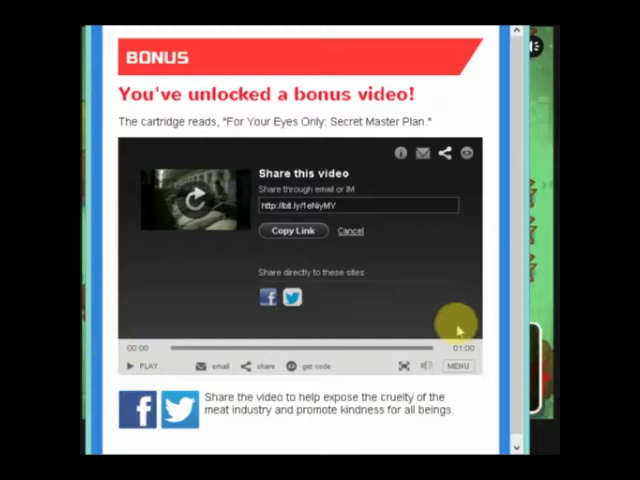 BONUS
You've unlocked a bonus video!
The cartridge reads, "For Your Eyes Only: Secret Master Plan."
Share this video
Share through email or IM
http://bit.ly/1eNiyMY
Copy Link Cancel
Share directly to these sites
00:00 01:00
PLAY email share get code MENU
Share the video to help expose the cruelty of the
meat industry and promote kindness for all beings.